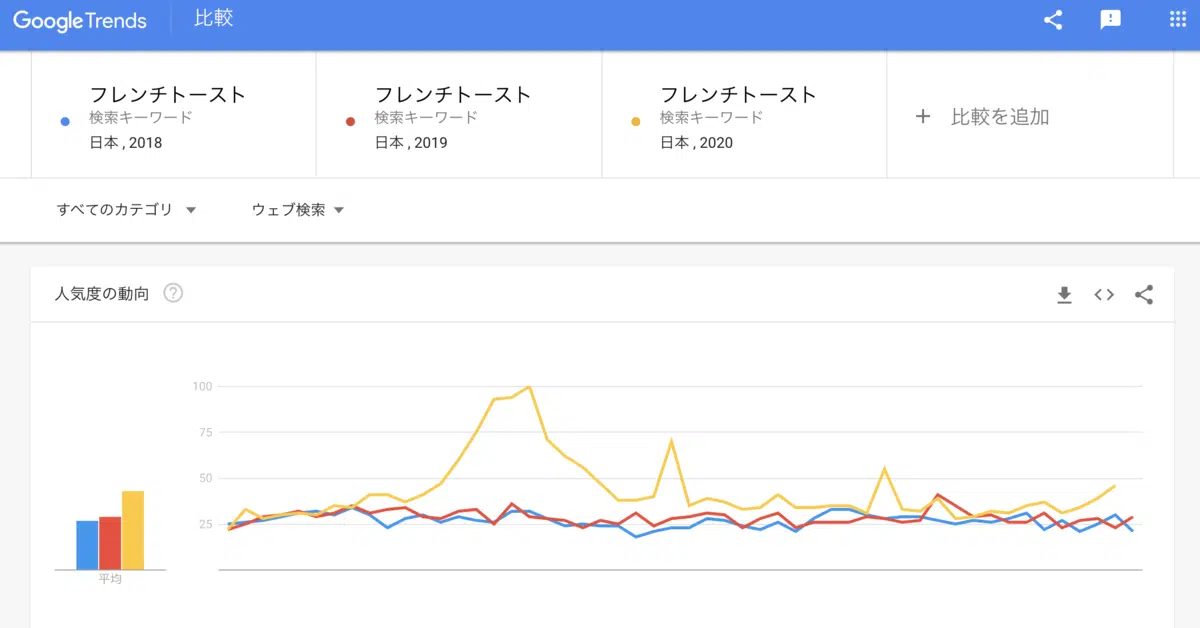 Google Trends 比較
フレンチトースト
検索キーワード
日本 , 2018
フレンチトースト
検索キーワード
日本 , 2019
フレンチトースト
検索キーワード
日本 , 2020
+ 比較を追加
すべてのカテゴリ
ウェブ検索
人気度の動向 ?
100
75
50
25
平均